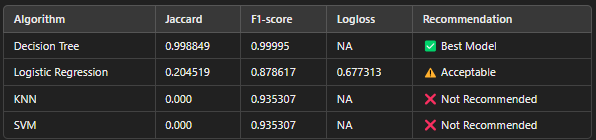 Algorithm Jaccard F1-score Logloss Recommendation
Decision Tree 0.998849 0.99995 NA ✅ Best Model
Logistic Regression 0.204519 0.878617 0.677313 ⚠️ Acceptable
KNN 0.000 0.935307 NA ❌ Not Recommended
SVM 0.000 0.935307 NA ❌ Not Recommended